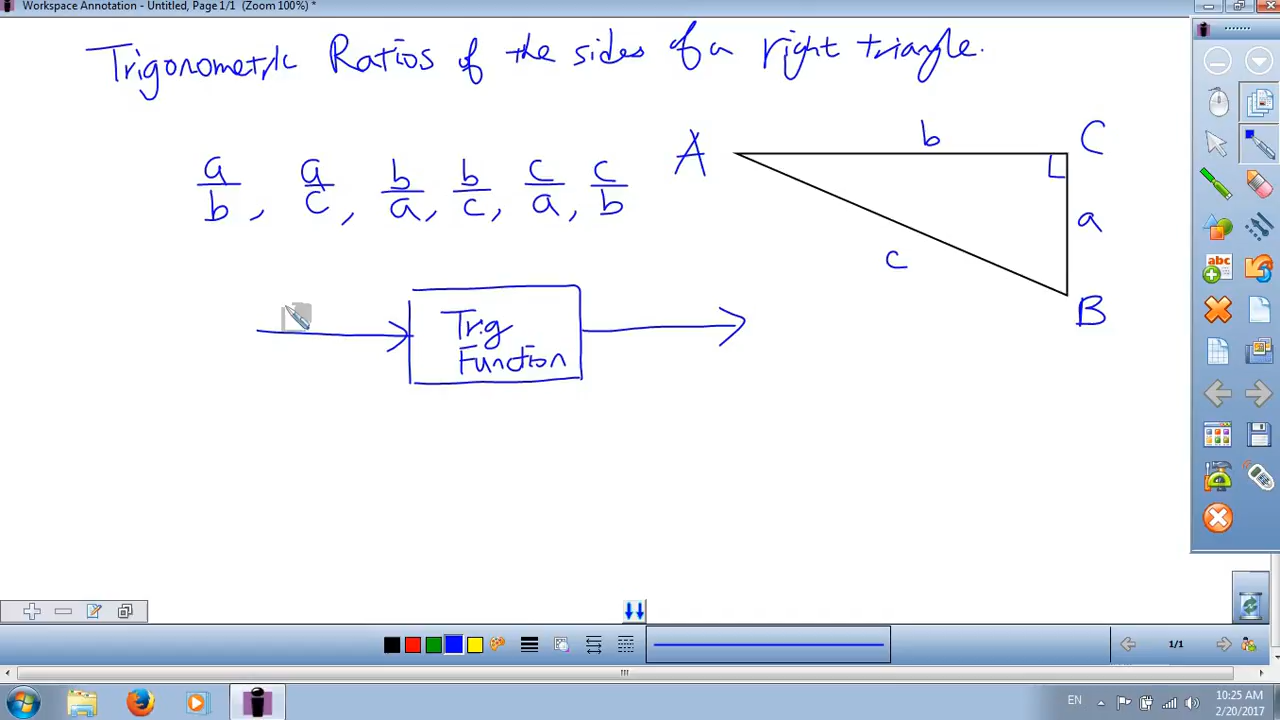 Workspace Annotation - Untitled, Page 1/1 (Zoom 100%) *
Trigonometric Ratios of the sides of a right triangle.
a/b, a/c, b/a, b/c, c/a, c/b
A
b
C
a
c
B
Trig
Function
abc
1/1
EN
10:25 AM
2/20/2017